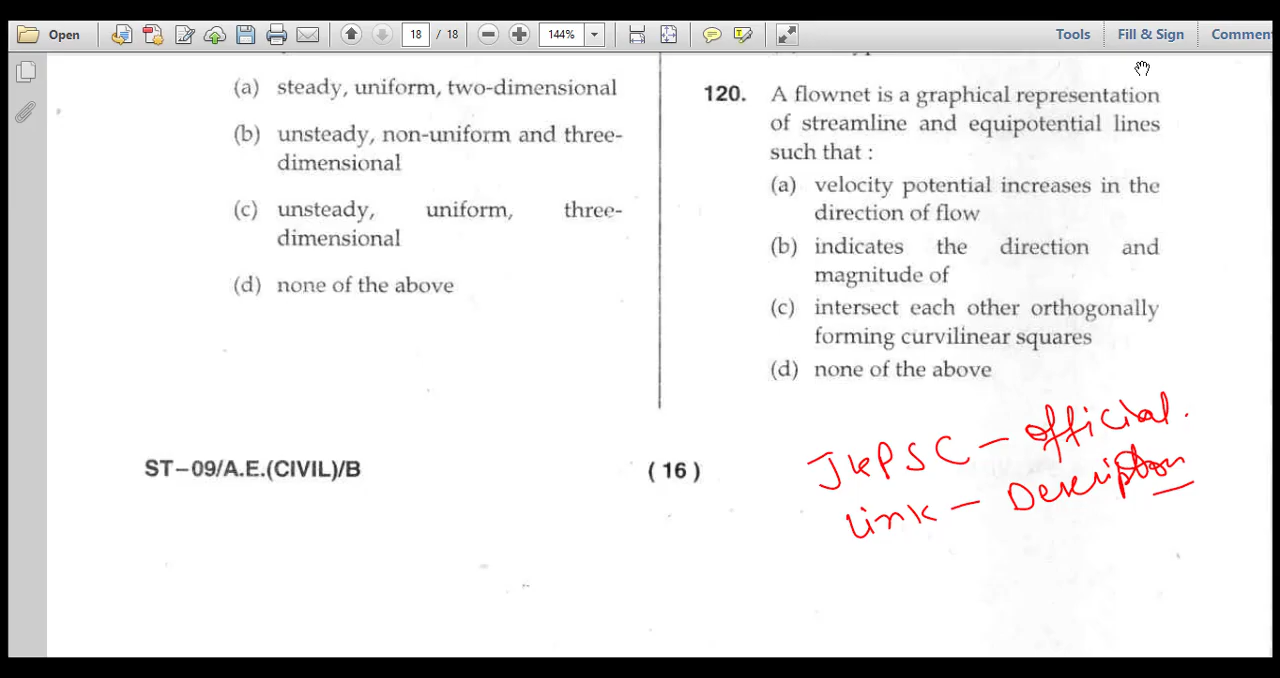 Open
18 / 18
144%
Tools
Fill & Sign
Commen
(a) steady, uniform, two-dimensional
(b) unsteady, non-uniform and three-
dimensional
(c) unsteady, uniform, three-
dimensional
(d) none of the above
ST-09/A.E.(CIVIL)/B
120. A flownet is a graphical representation
of streamline and equipotential lines
such that :
(a) velocity potential increases in the
direction of flow
(b) indicates the direction and
magnitude of
(c) intersect each other orthogonally
forming curvilinear squares
(d) none of the above
JKPSC - official.
Link - Description
( 16 )